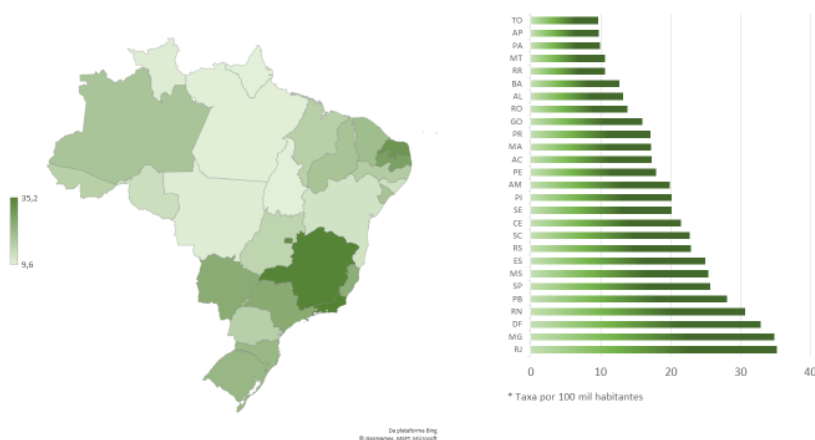 35,2
9,6
Da plataforma Bing
TO
AP
PA
MT
RR
BA
AL
RO
GO
PR
MA
AC
PE
AM
PI
SE
CE
SC
RS
ES
MS
SP
PB
RN
DF
MG
RJ
0 10 20 30 40
* Taxa por 100 mil habitantes